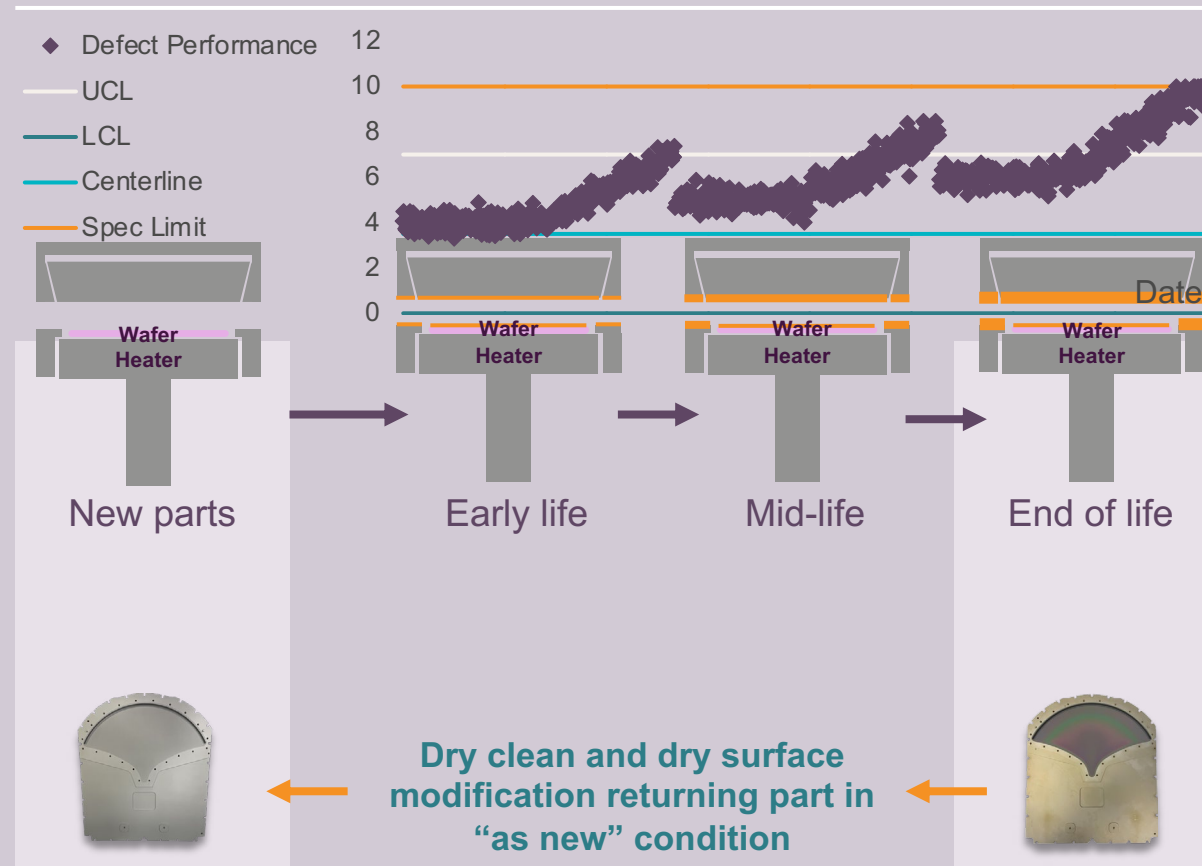 Defect Performance
UCL
LCL
Centerline
Spec Limit
12
10
8
6
4
2
0
Date
Wafer
Heater
Wafer
Heater
Wafer
Heater
Wafer
Heater
New parts
Early life
Mid-life
End of life
Dry clean and dry surface
modification returning part in
“as new” condition